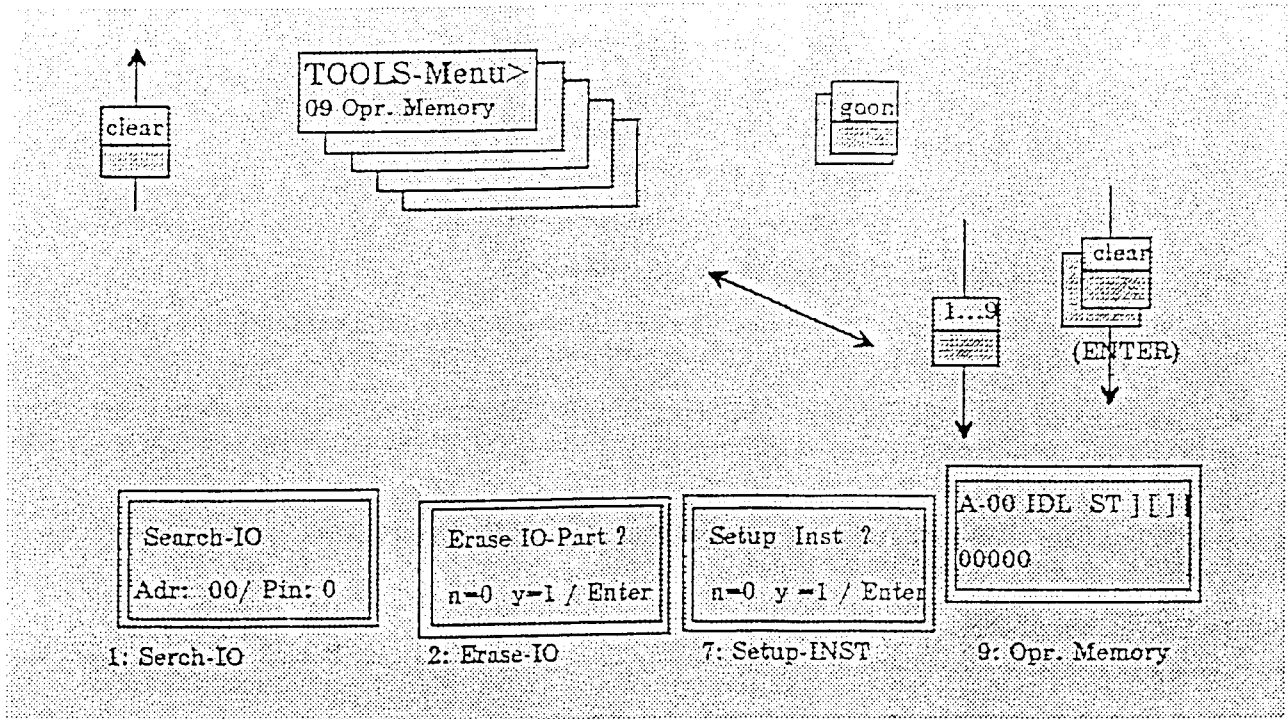 clear
TOOLS-Menu>
09 Opr. Memory
goon
clear
1...9
(ENTER)
Search-IO
Adr: 00/ Pin: 0
1: Serch-IO
Erase IO-Part ?
n=0 y=1 / Enter
2: Erase-IO
Setup Inst ?
n=0 y=1 / Enter
7: Setup-INST
A-00 IDL ST ] [ ] [
00000
9: Opr. Memory